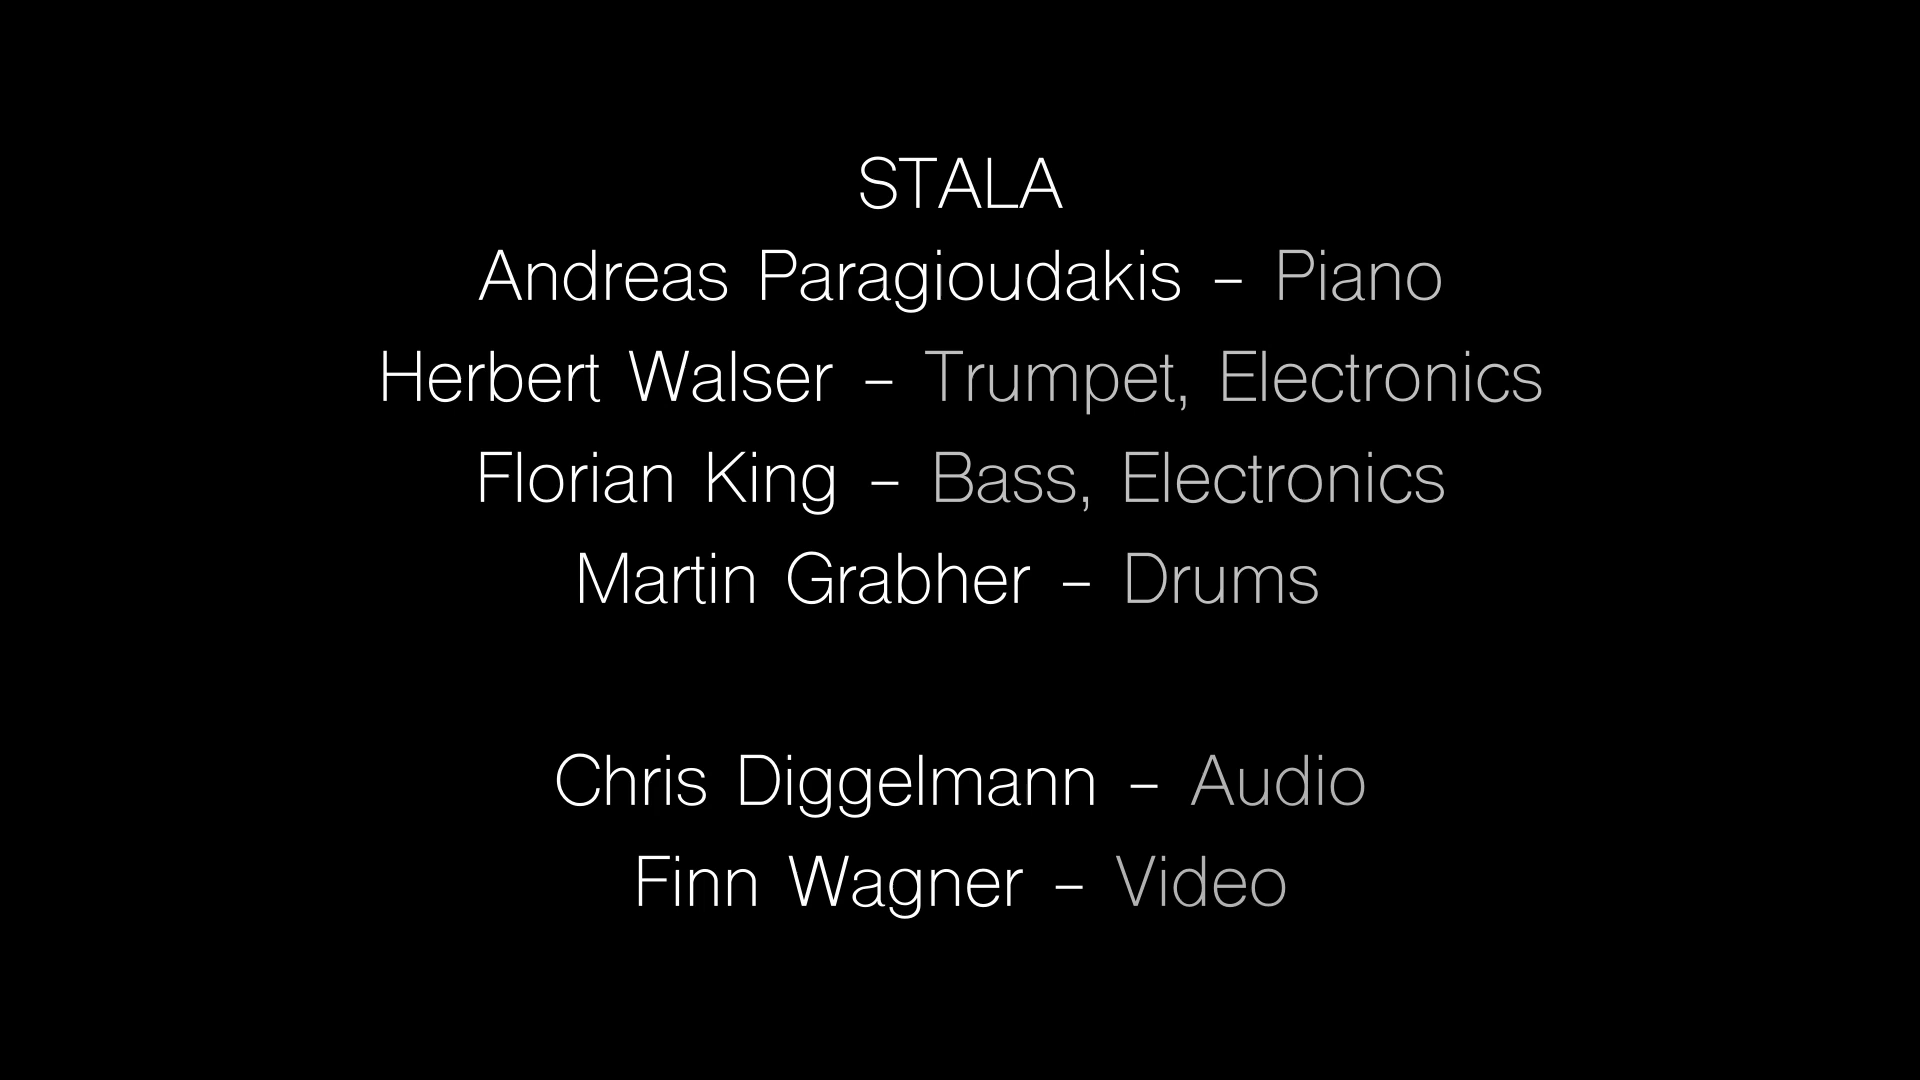 STALA
Andreas Paragioudakis – Piano
Herbert Walser – Trumpet, Electronics
Florian King – Bass, Electronics
Martin Grabher – Drums
Chris Diggelmann – Audio
Finn Wagner – Video